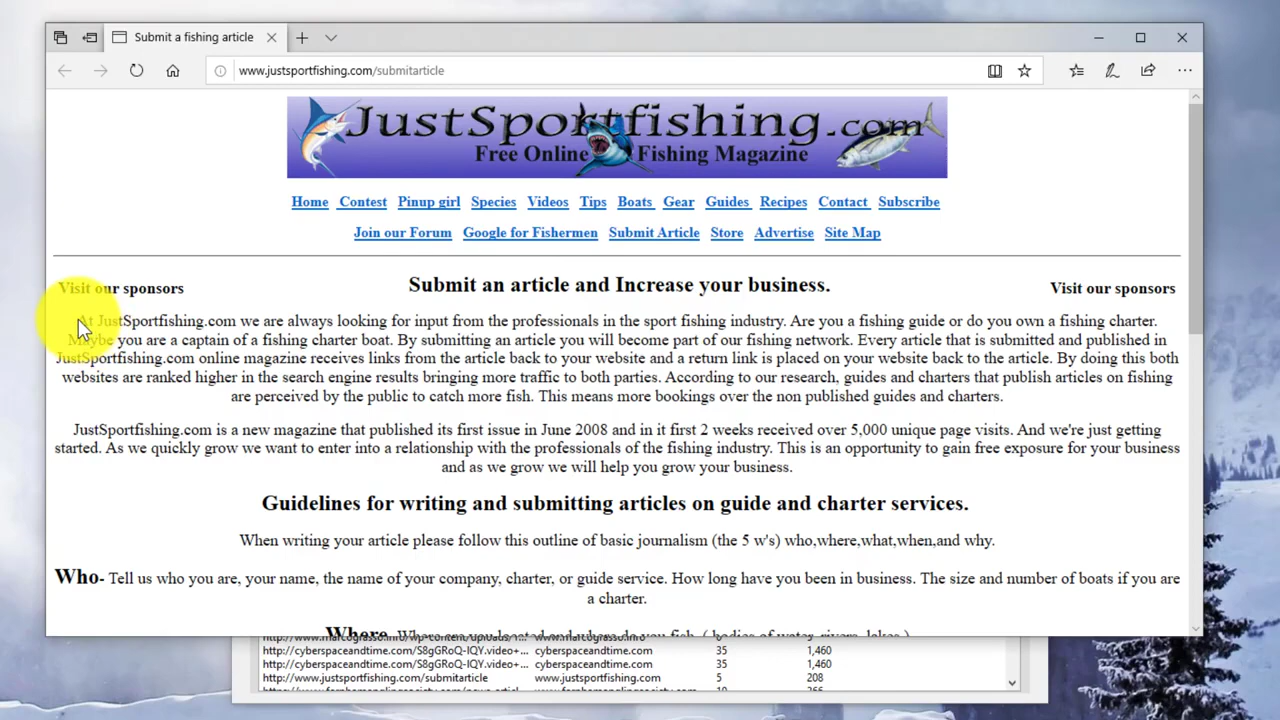 Submit a fishing article
www.justsportfishing.com/submitarticle
JustSportfishing.com
Free Online Fishing Magazine
Home Contest Pinup girl Species Videos Tips Boats Gear Guides Recipes Contact Subscribe
Join our Forum Google for Fishermen Submit Article Store Advertise Site Map
Visit our sponsors
Submit an article and Increase your business.
Visit our sponsors
At JustSportfishing.com we are always looking for input from the professionals in the sport fishing industry. Are you a fishing guide or do you own a fishing charter.
Maybe you are a captain of a fishing charter boat. By submitting an article you will become part of our fishing network. Every article that is submitted and published in
JustSportfishing.com online magazine receives links from the article back to your website and a return link is placed on your website back to the article. By doing this both
websites are ranked higher in the search engine results bringing more traffic to both parties. According to our research, guides and charters that publish articles on fishing
are perceived by the public to catch more fish. This means more bookings over the non published guides and charters.
JustSportfishing.com is a new magazine that published its first issue in June 2008 and in it first 2 weeks received over 5,000 unique page visits. And we're just getting
started. As we quickly grow we want to enter into a relationship with the professionals of the fishing industry. This is an opportunity to gain free exposure for your business
and as we grow we will help you grow your business.
Guidelines for writing and submitting articles on guide and charter services.
When writing your article please follow this outline of basic journalism (the 5 w's) who,where,what,when,and why.
Who- Tell us who you are, your name, the name of your company, charter, or guide service. How long have you been in business. The size and number of boats if you are
a charter.
Where
http://cyberspaceandtime.com/S8gGRoQ-IQY.video+... cyberspaceandtime.com 35 1,460
http://cyberspaceandtime.com/S8gGRoQ-IQY.video+... cyberspaceandtime.com 35 1,460
http://www.justsportfishing.com/submitarticle www.justsportfishing.com 5 208